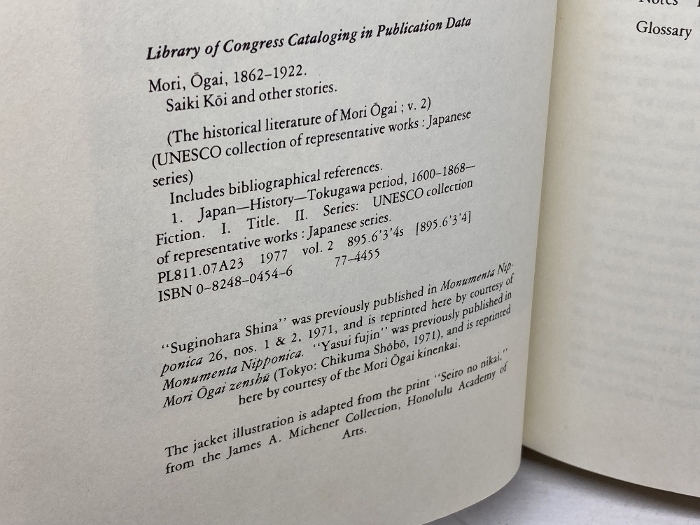 Library of Congress Cataloging in Publication Data
Mori, Ōgai, 1862–1922.
Saiki Kōi and other stories.
(The historical literature of Mori Ōgai ; v. 2)
(UNESCO collection of representative works : Japanese
series)
Includes bibliographical references.
1. Japan—History—Tokugawa period, 1600–1868—
Fiction. I. Title. II. Series: UNESCO collection
of representative works : Japanese series.
PL811.07A23 1977 vol. 2 895.6'3'4s [895.6'3'4]
ISBN 0–8248–0454–6 77–4455
"Suginohara Shina" was previously published in Monumenta Nip-
ponica 26, nos. 1 & 2, 1971, and is reprinted here by courtesy of
Monumenta Nipponica. "Yasui fujin" was previously published in
Mori Ōgai zenshū (Tokyo: Chikuma Shōbō, 1971), and is reprinted
here by courtesy of the Mori Ōgai kinenkai.
The jacket illustration is adapted from the print "Seiro no nikai,"
from the James A. Michener Collection, Honolulu Academy of
Arts.
Notes
Glossary